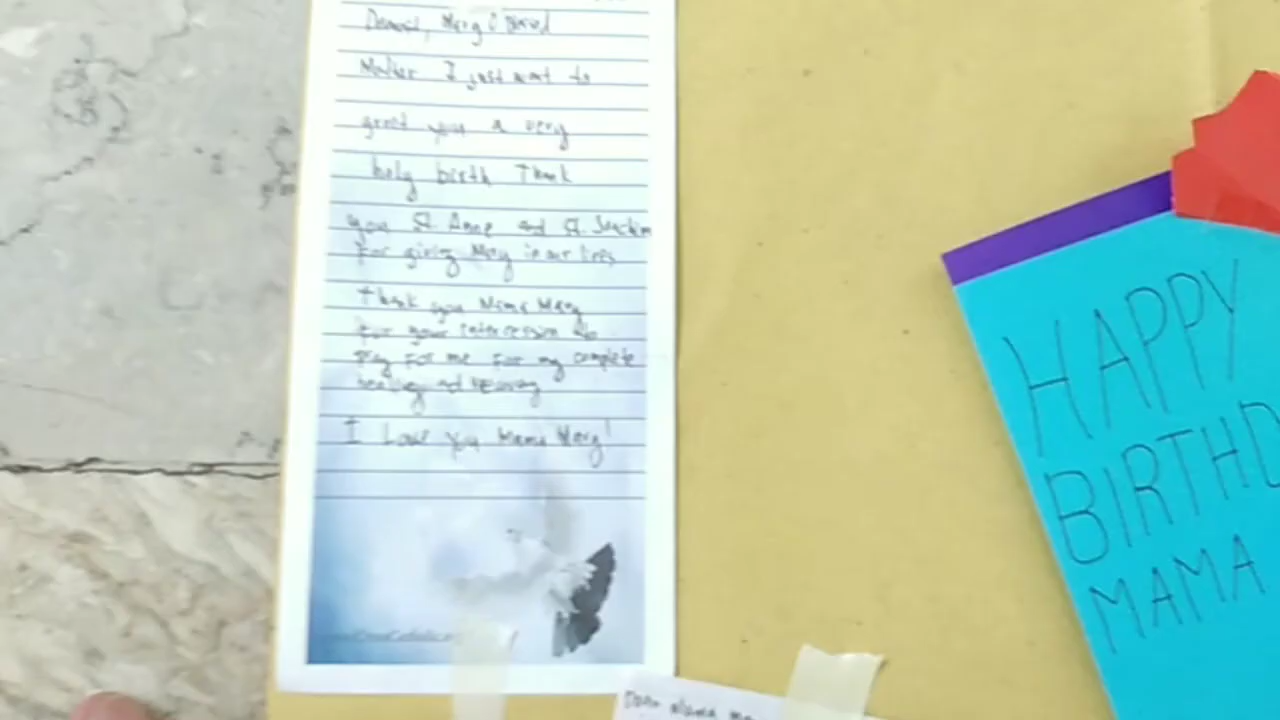 Dearest, Mary
Mother I just want to
greet you a very
holy birth Thank
you St. Anne and St. Joachim
For giving Mary in our lives
Thank you Mama Mary
For your intercession to
Pray For me For my complete
healing and
I Love you Mama Mary!
Dear Mama
HAPPY
BIRTHD
MAMA